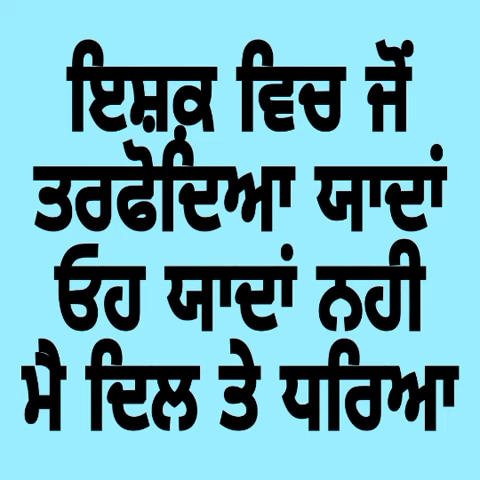 ਇਸ਼ਕ਼ ਵਿਚ ਜੋਂ
ਤਰਫੋਦਿਆ ਯਾਦਾਂ
ਓਹ ਯਾਦਾਂ ਨਹੀ
ਮੈ ਦਿਲ ਤੇ ਧਰਿਆ